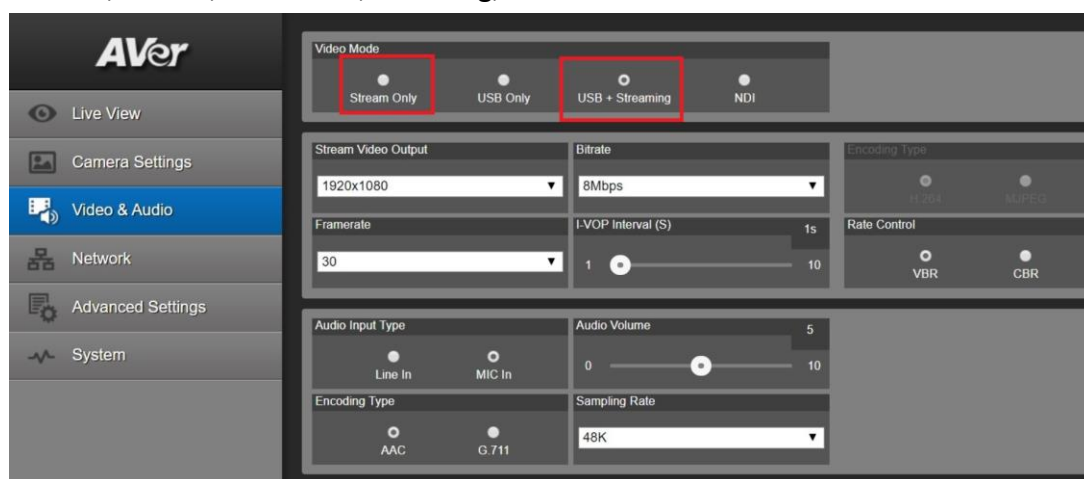 AVer
Live View
Camera Settings
Video & Audio
Network
Advanced Settings
System
Video Mode
Stream Only USB Only USB + Streaming NDI
Stream Video Output Bitrate Encoding Type
1920x1080 8Mbps
H.264 MJPEG
Framerate I-VOP Interval (S) 1s Rate Control
30 1 10
VBR CBR
Audio Input Type Audio Volume 5
0 10
Line In MIC In
Encoding Type Sampling Rate
48K
AAC G.711